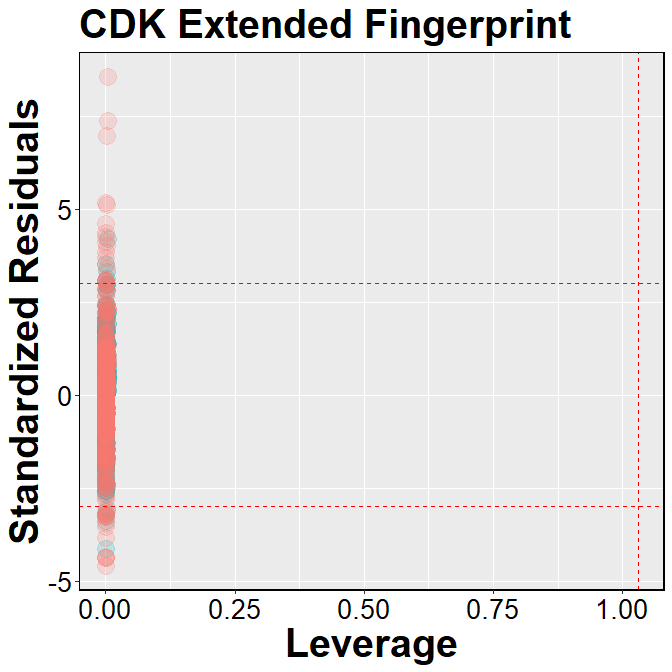 CDK Extended Fingerprint
Standardized Residuals
5
0
-5
0.00 0.25 0.50 0.75 1.00
Leverage